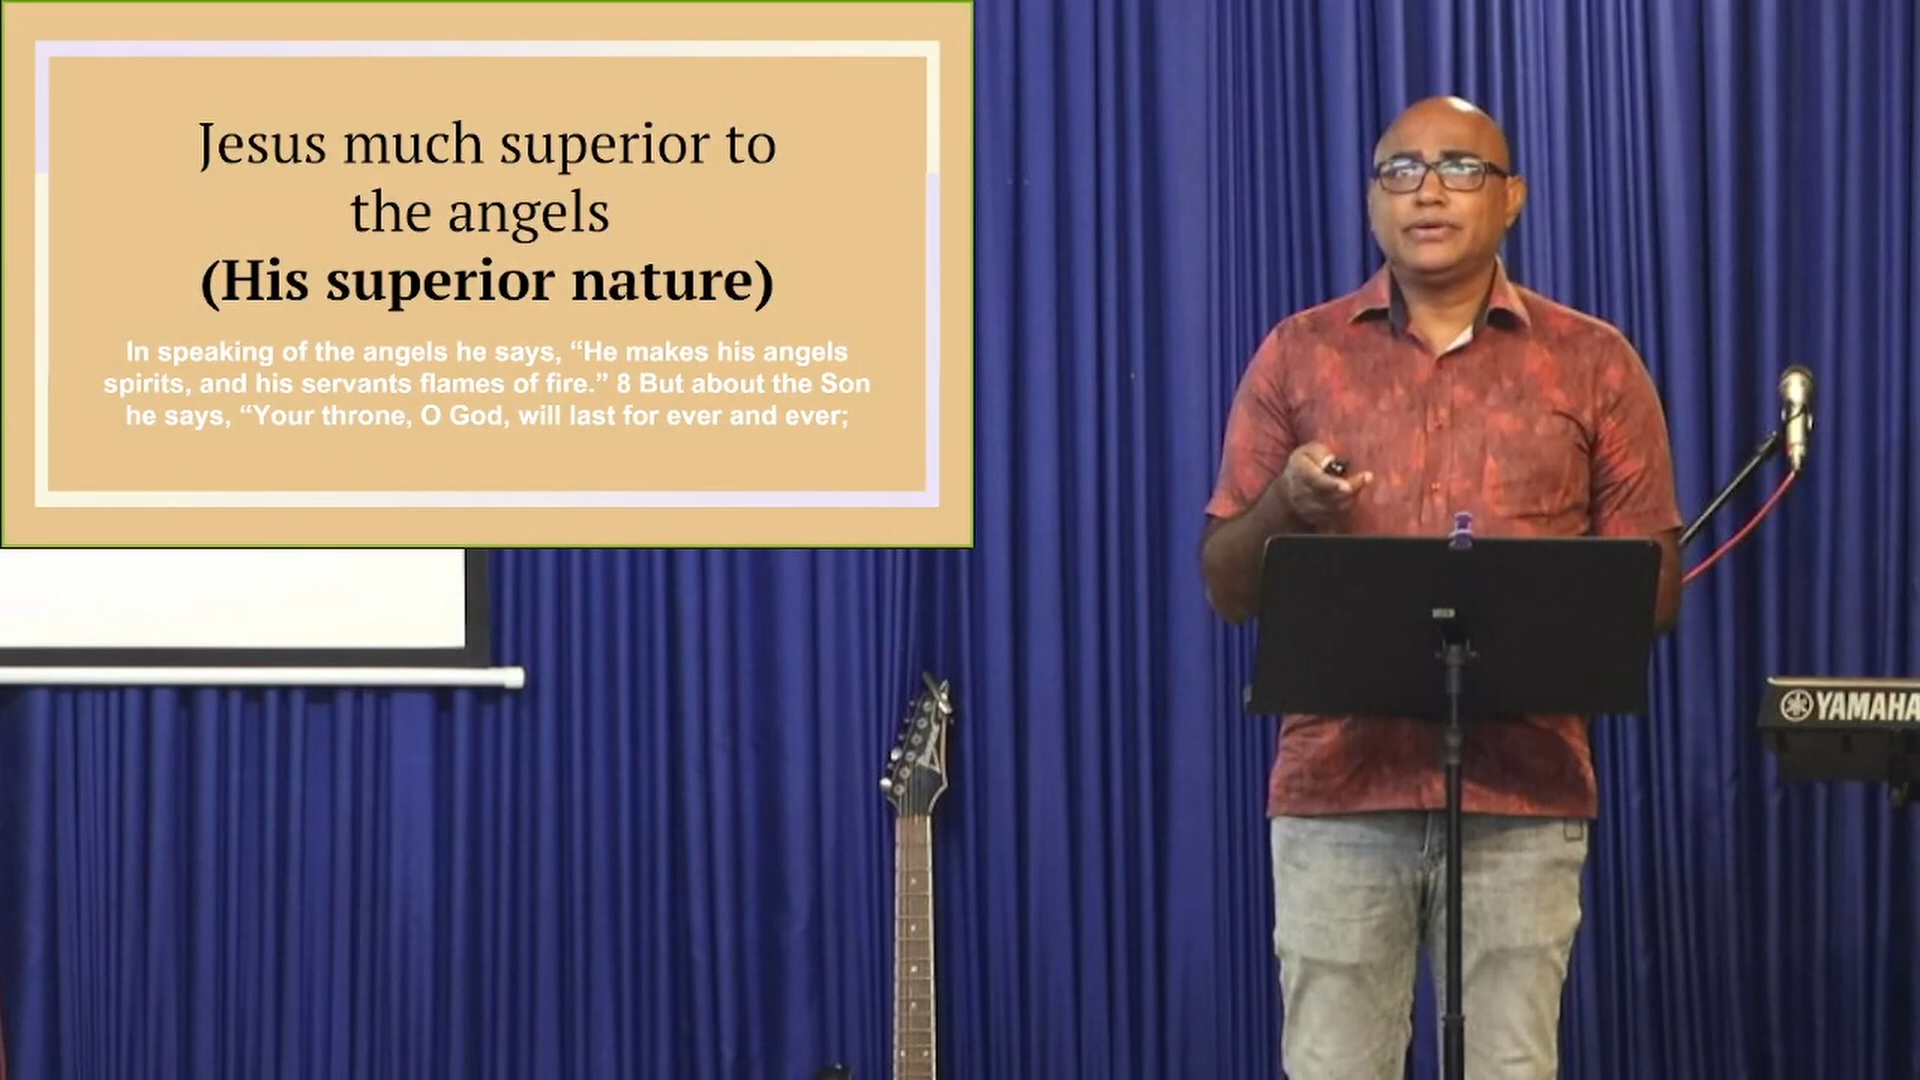 Jesus much superior to
the angels
(His superior nature)
In speaking of the angels he says, “He makes his angels
spirits, and his servants flames of fire.” 8 But about the Son
he says, “Your throne, O God, will last for ever and ever;
Ibanez
YAMAHA